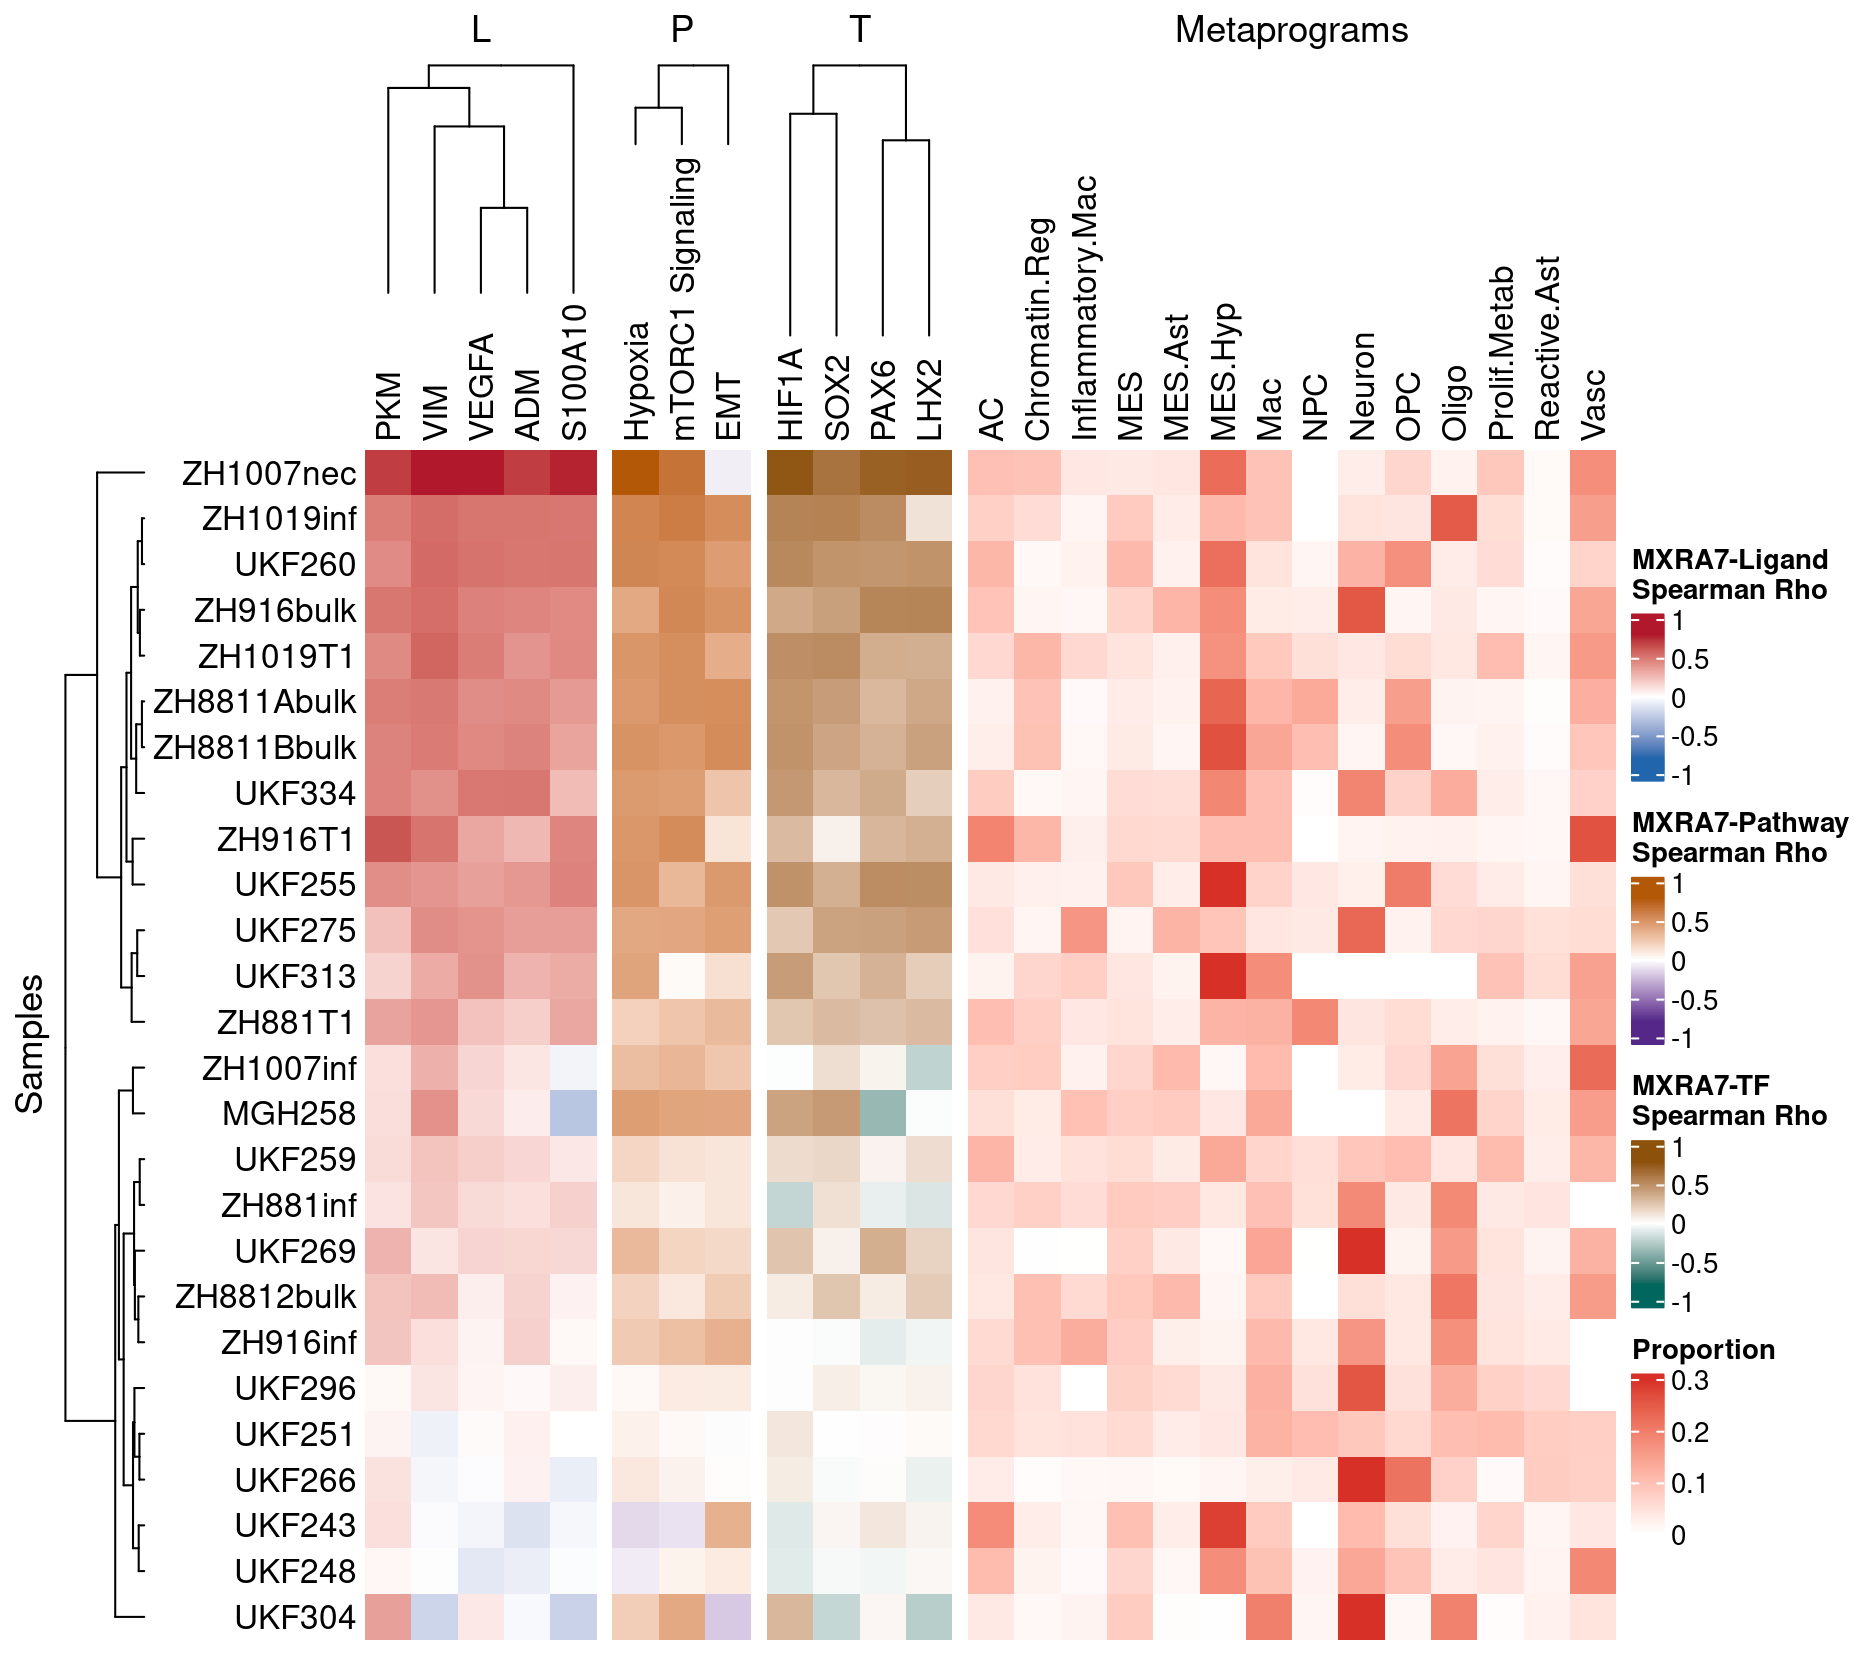 L P T Metaprograms
PKM
VIM
VEGFA
ADM
S100A10
Hypoxia
mTORC1 Signaling
EMT
HIF1A
SOX2
PAX6
LHX2
AC
Chromatin.Reg
Inflammatory.Mac
MES
MES.Ast
MES.Hyp
Mac
NPC
Neuron
OPC
Oligo
Prolif.Metab
Reactive.Ast
Vasc
Samples
ZH1007nec
ZH1019inf
UKF260
ZH916bulk
ZH1019T1
ZH8811Abulk
ZH8811Bbulk
UKF334
ZH916T1
UKF255
UKF275
UKF313
ZH881T1
ZH1007inf
MGH258
UKF259
ZH881inf
UKF269
ZH8812bulk
ZH916inf
UKF296
UKF251
UKF266
UKF243
UKF248
UKF304
MXRA7-Ligand
Spearman Rho
1
0.5
0
-0.5
-1
MXRA7-Pathway
Spearman Rho
1
0.5
0
-0.5
-1
MXRA7-TF
Spearman Rho
1
0.5
0
-0.5
-1
Proportion
0.3
0.2
0.1
0